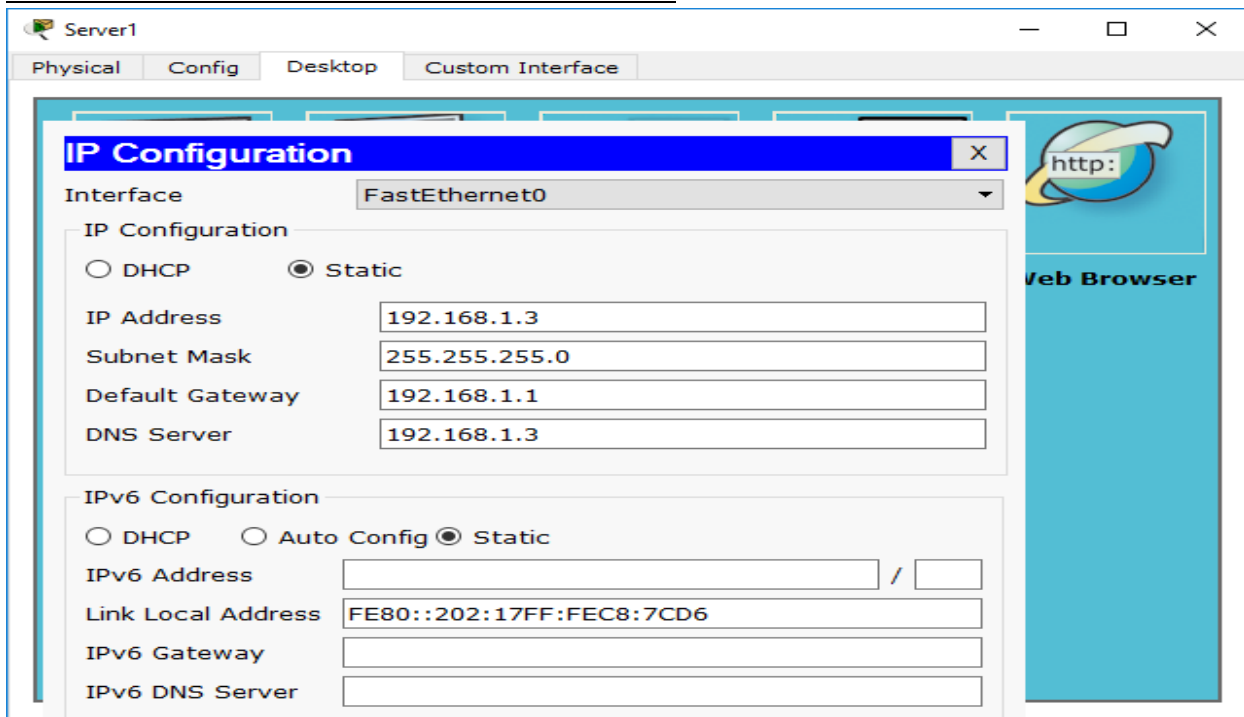 Server1
Physical Config Desktop Custom Interface
IP Configuration X
http:
Interface FastEthernet0
IP Configuration
DHCP Static
Web Browser
IP Address 192.168.1.3
Subnet Mask 255.255.255.0
Default Gateway 192.168.1.1
DNS Server 192.168.1.3
IPv6 Configuration
DHCP Auto Config Static
IPv6 Address /
Link Local Address FE80::202:17FF:FEC8:7CD6
IPv6 Gateway
IPv6 DNS Server